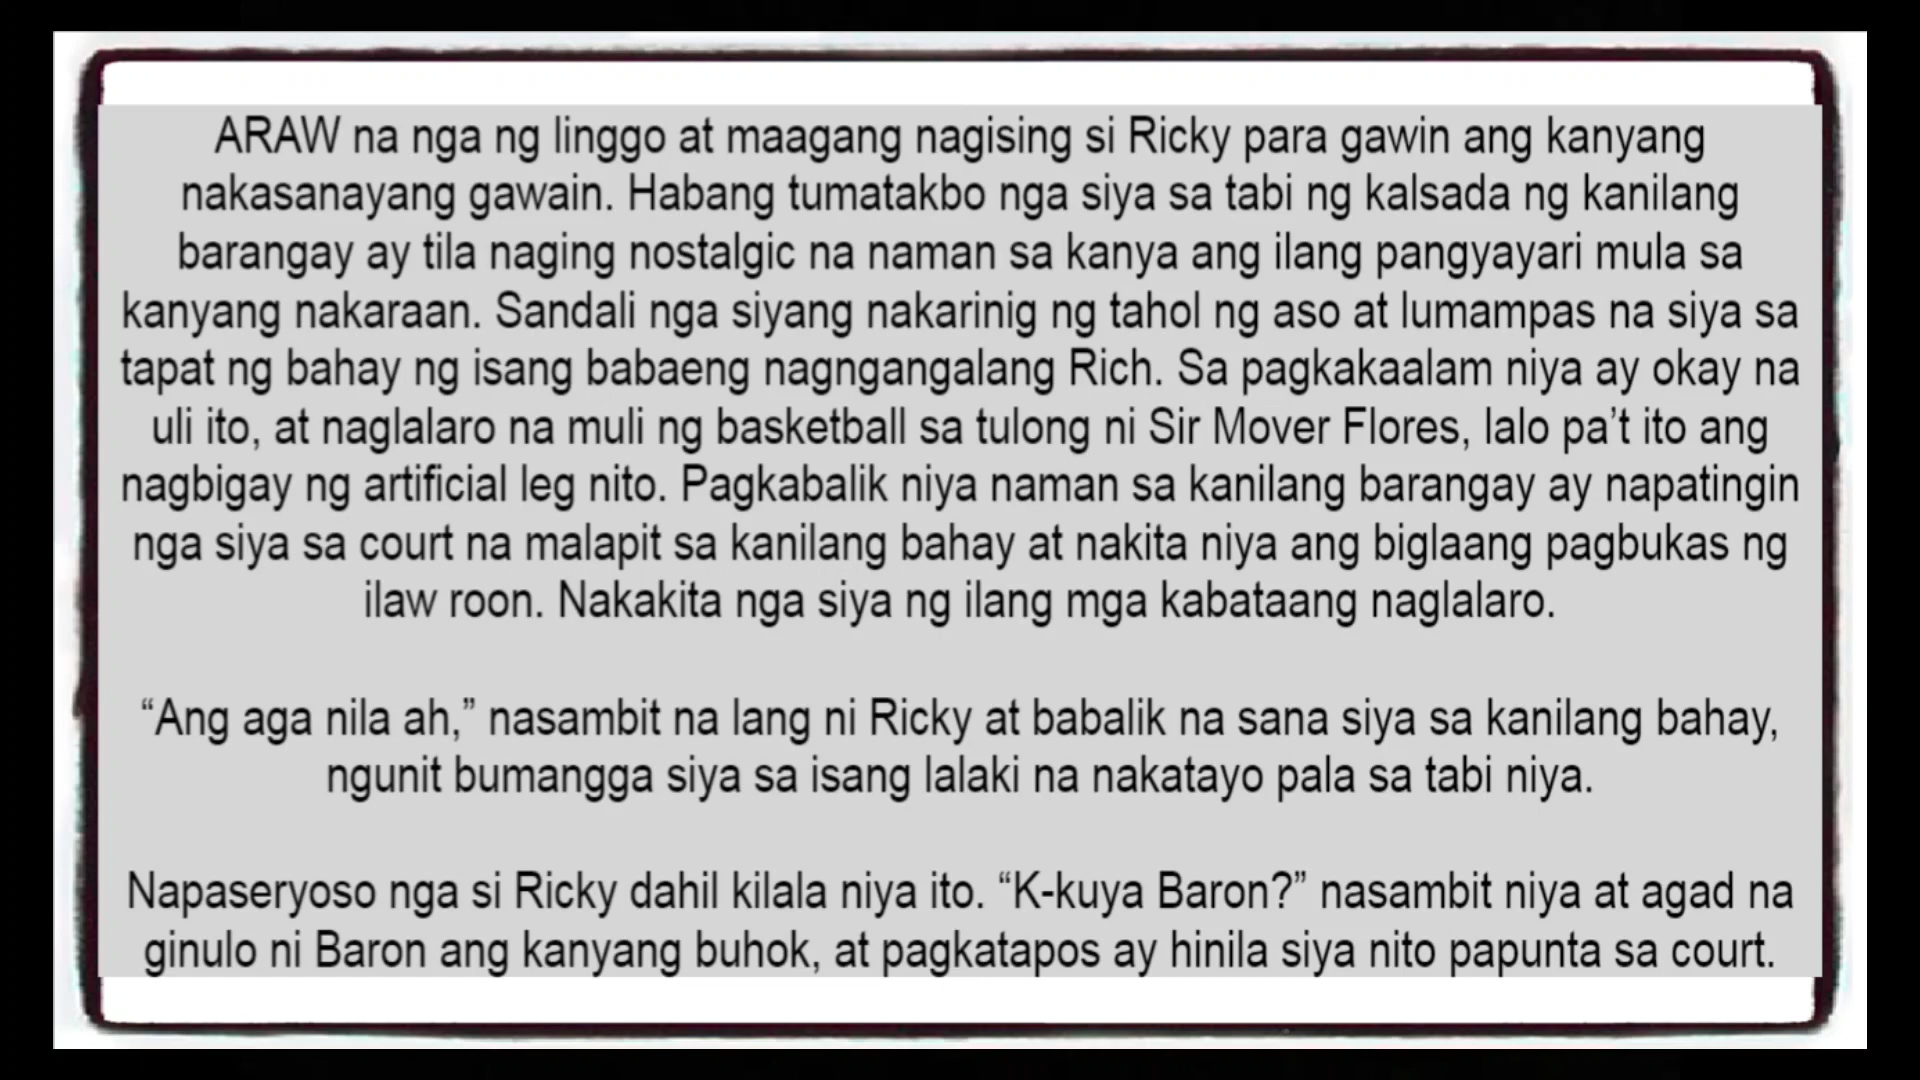 ARAW na nga ng linggo at maagang nagising si Ricky para gawin ang kanyang
nakasanayang gawain. Habang tumatakbo nga siya sa tabi ng kalsada ng kanilang
barangay ay tila naging nostalgic na naman sa kanya ang ilang pangyayari mula sa
kanyang nakaraan. Sandali nga siyang nakarinig ng tahol ng aso at lumampas na siya sa
tapat ng bahay ng isang babaeng nagngangalang Rich. Sa pagkakaalam niya ay okay na
uli ito, at naglalaro na muli ng basketball sa tulong ni Sir Mover Flores, lalo pa’t ito ang
nagbigay ng artificial leg nito. Pagkabalik niya naman sa kanilang barangay ay napatingin
nga siya sa court na malapit sa kanilang bahay at nakita niya ang biglaang pagbukas ng
ilaw roon. Nakakita nga siya ng ilang mga kabataang naglalaro.
“Ang aga nila ah,” nasambit na lang ni Ricky at babalik na sana siya sa kanilang bahay,
ngunit bumangga siya sa isang lalaki na nakatayo pala sa tabi niya.
Napaseryoso nga si Ricky dahil kilala niya ito. “K-kuya Baron?” nasambit niya at agad na
ginulo ni Baron ang kanyang buhok, at pagkatapos ay hinila siya nito papunta sa court.